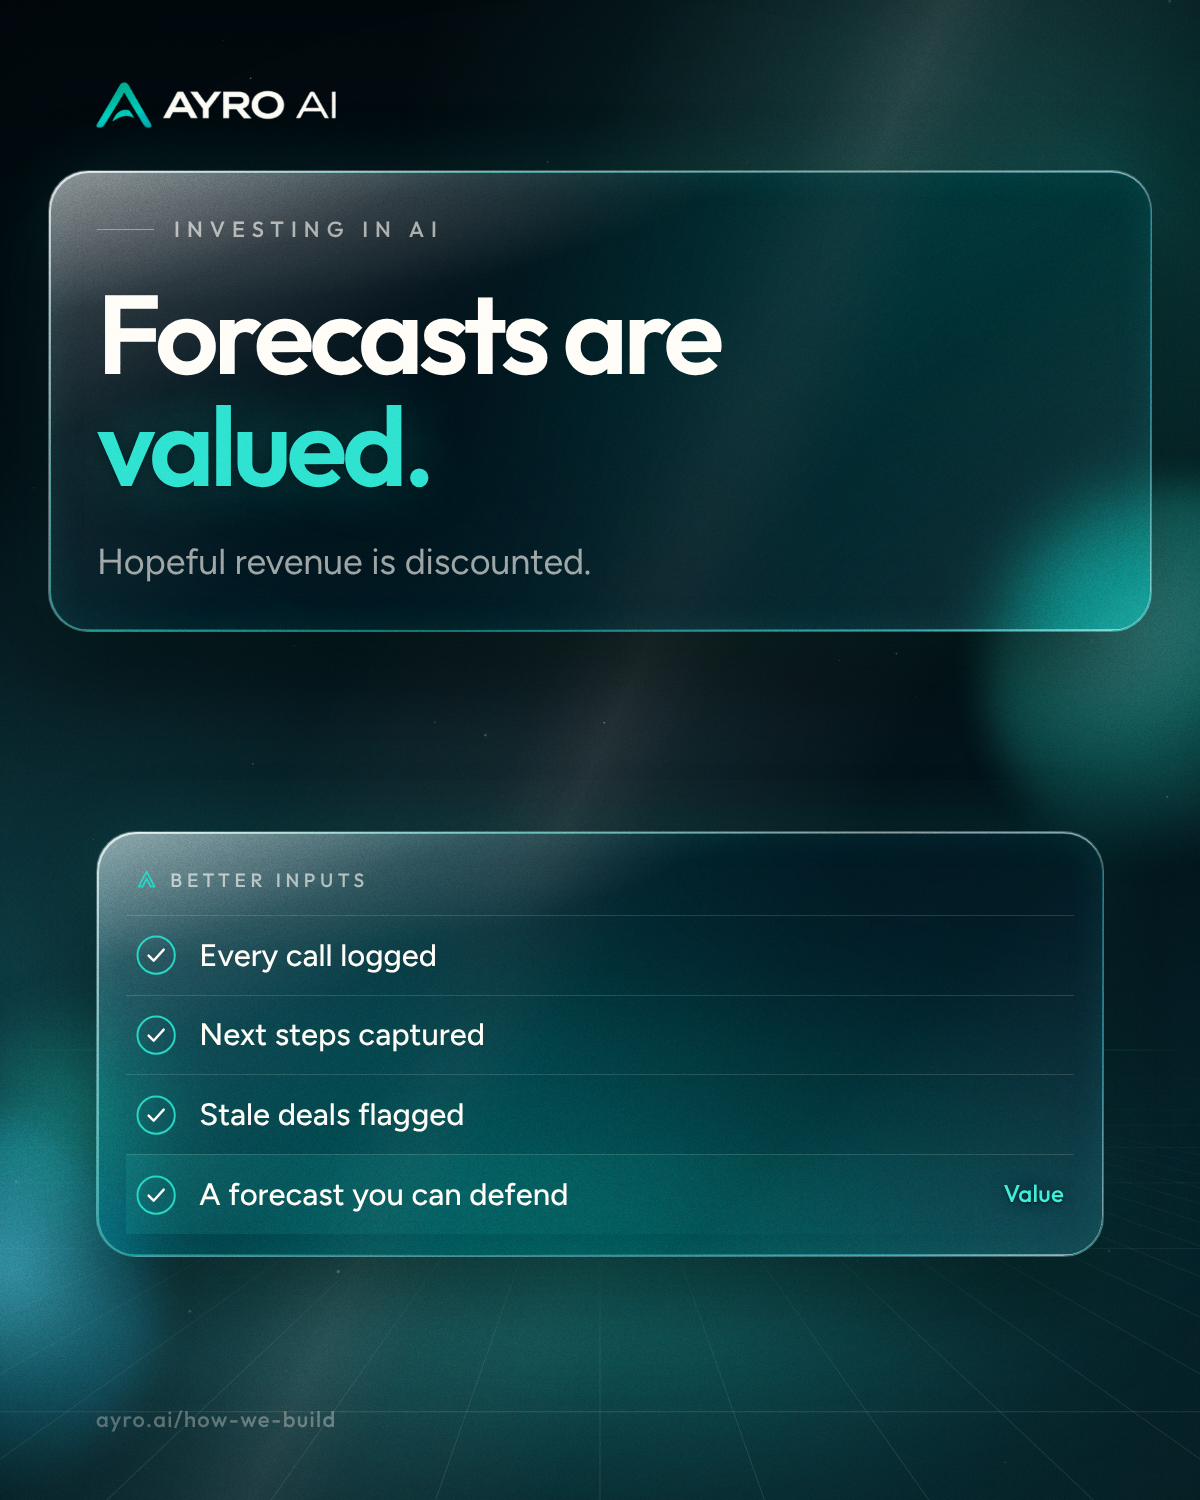 AYRO AI
INVESTING IN AI
Forecasts are
valued.
Hopeful revenue is discounted.
BETTER INPUTS
Every call logged
Next steps captured
Stale deals flagged
A forecast you can defend
Value
ayro.ai/how-we-build